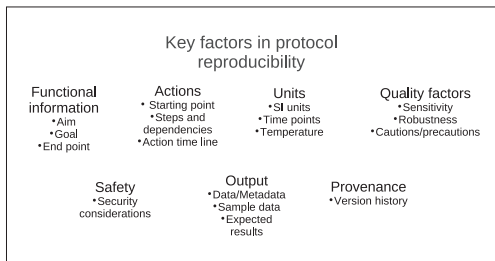 Key factors in protocol
reproducibility
Functional
information
•Aim
•Goal
•End point
Actions
• Starting point
•Steps and
dependencies
•Action time line
Units
•SI units
•Time points
•Temperature
Quality factors
•Sensitivity
•Robustness
•Cautions/precautions
Safety
•Security
considerations
Output
•Data/Metadata
•Sample data
•Expected
results
Provenance
•Version history